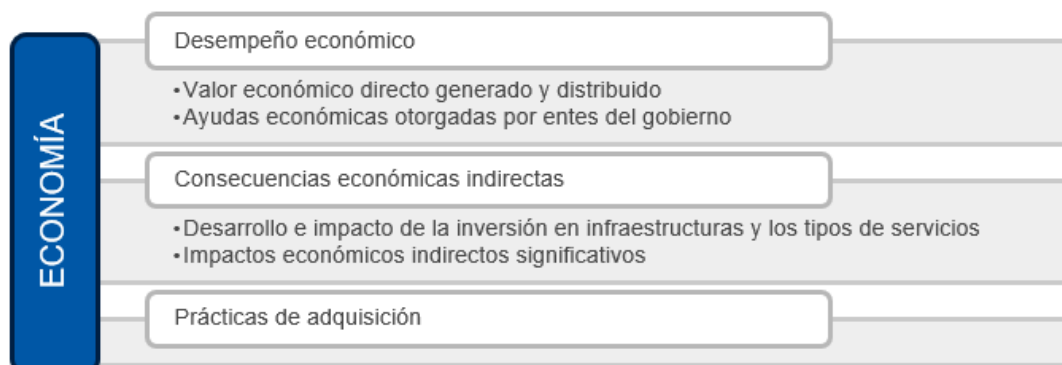 ECONOMÍA
Desempeño económico
•Valor económico directo generado y distribuido
•Ayudas económicas otorgadas por entes del gobierno
Consecuencias económicas indirectas
•Desarrollo e impacto de la inversión en infraestructuras y los tipos de servicios
•Impactos económicos indirectos significativos
Prácticas de adquisición